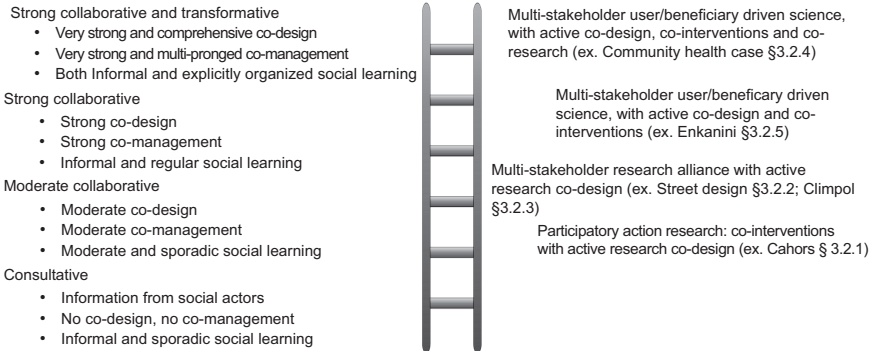 Strong collaborative and transformative
• Very strong and comprehensive co-design
• Very strong and multi-pronged co-management
• Both Informal and explicitly organized social learning
Strong collaborative
• Strong co-design
• Strong co-management
• Informal and regular social learning
Moderate collaborative
• Moderate co-design
• Moderate co-management
• Moderate and sporadic social learning
Consultative
• Information from social actors
• No co-design, no co-management
• Informal and sporadic social learning
Multi-stakeholder user/beneficiary driven science,
with active co-design, co-interventions and co-
research (ex. Community health case §3.2.4)
Multi-stakeholder user/beneficary driven
science, with active co-design and co-
interventions (ex. Enkanini §3.2.5)
Multi-stakeholder research alliance with active
research co-design (ex. Street design §3.2.2; Climpol
§3.2.3)
Participatory action research: co-interventions
with active research co-design (ex. Cahors § 3.2.1)